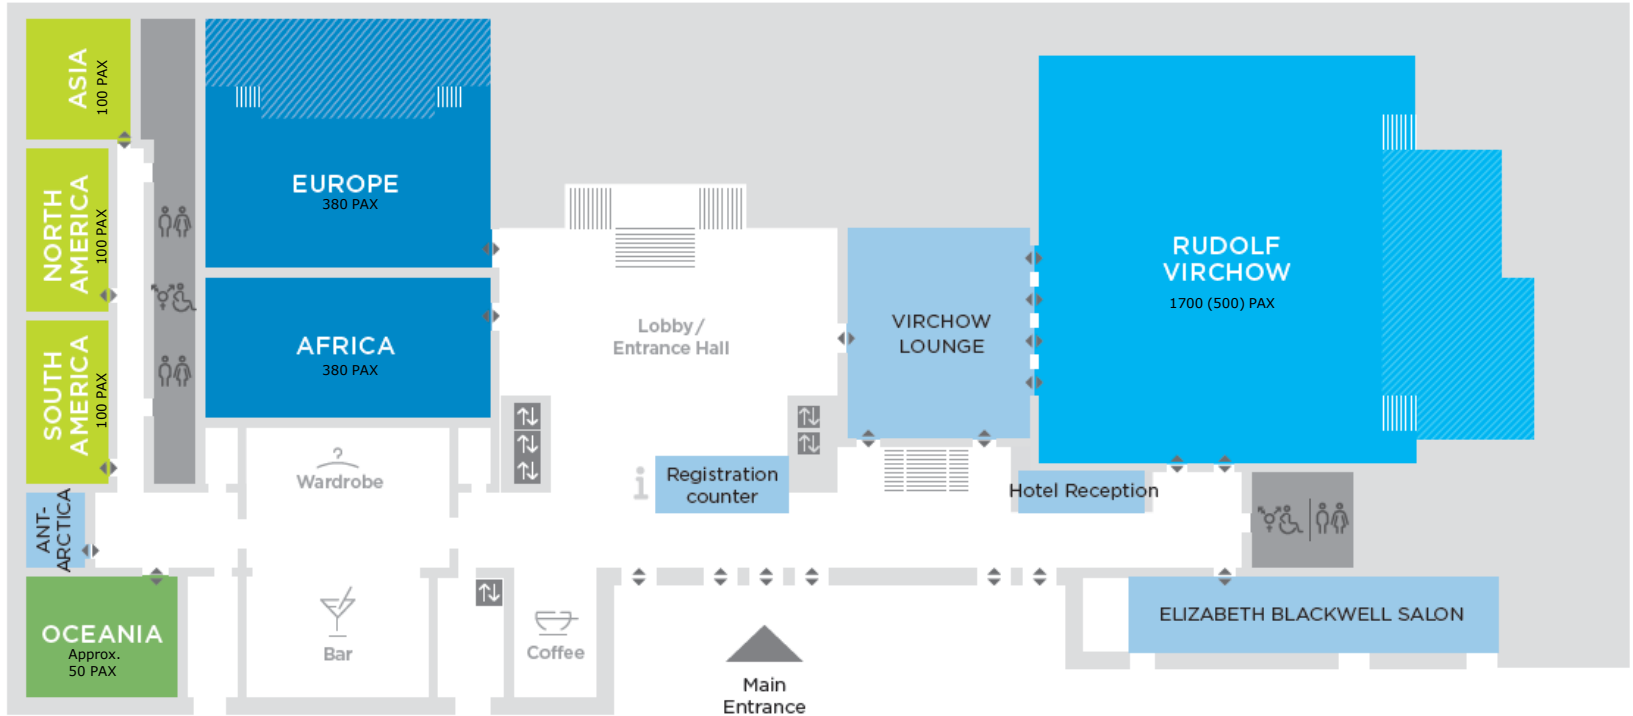 ASIA
100 PAX
NORTH
AMERICA
100 PAX
SOUTH
AMERICA
100 PAX
ANT-
ARCTICA
OCEANIA
Approx.
50 PAX
EUROPE
380 PAX
AFRICA
380 PAX
Wardrobe
Bar
Coffee
Lobby/
Entrance Hall
i
Registration
counter
Main
Entrance
VIRCHOW
LOUNGE
Hotel Reception
RUDOLF
VIRCHOW
1700 (500) PAX
ELIZABETH BLACKWELL SALON